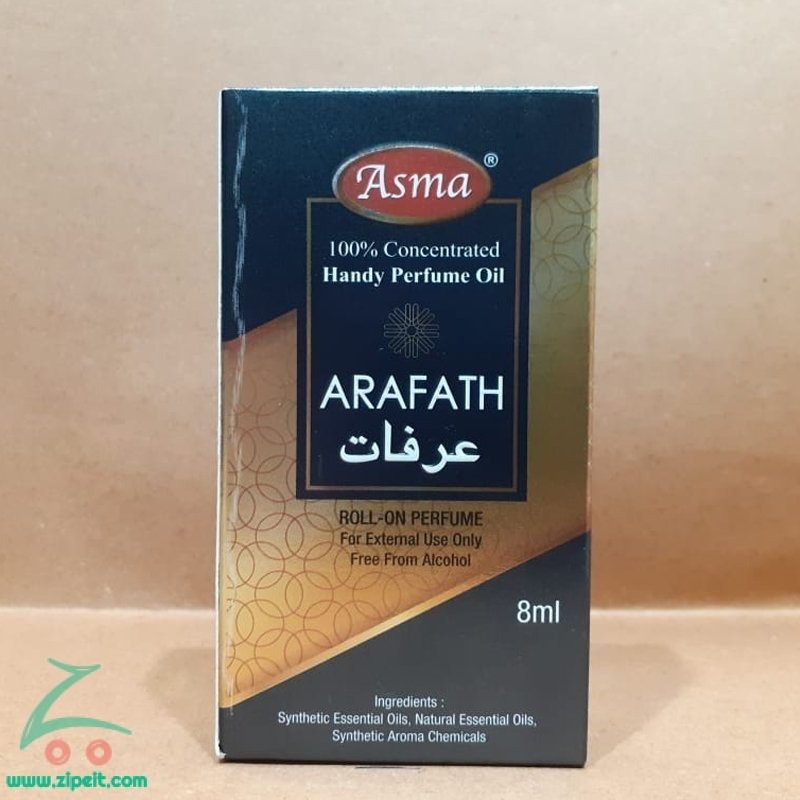 Asma ®
100% Concentrated
Handy Perfume Oil
ARAFATH
عرفات
ROLL-ON PERFUME
For External Use Only
Free From Alcohol
8ml
Ingredients :
Synthetic Essential Oils, Natural Essential Oils,
Synthetic Aroma Chemicals
www.zipeit.com